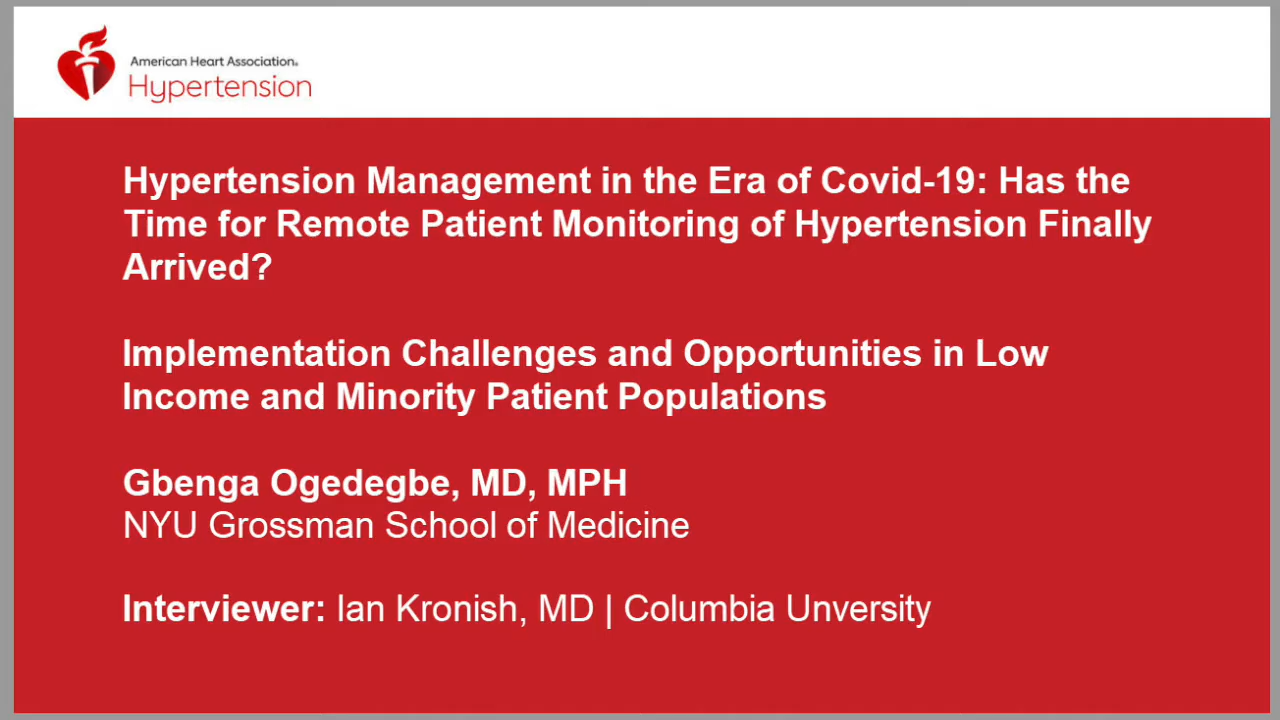 American Heart Association®
Hypertension
Hypertension Management in the Era of Covid-19: Has the
Time for Remote Patient Monitoring of Hypertension Finally
Arrived?
Implementation Challenges and Opportunities in Low
Income and Minority Patient Populations
Gbenga Ogedegbe, MD, MPH
NYU Grossman School of Medicine
Interviewer: Ian Kronish, MD | Columbia Unversity